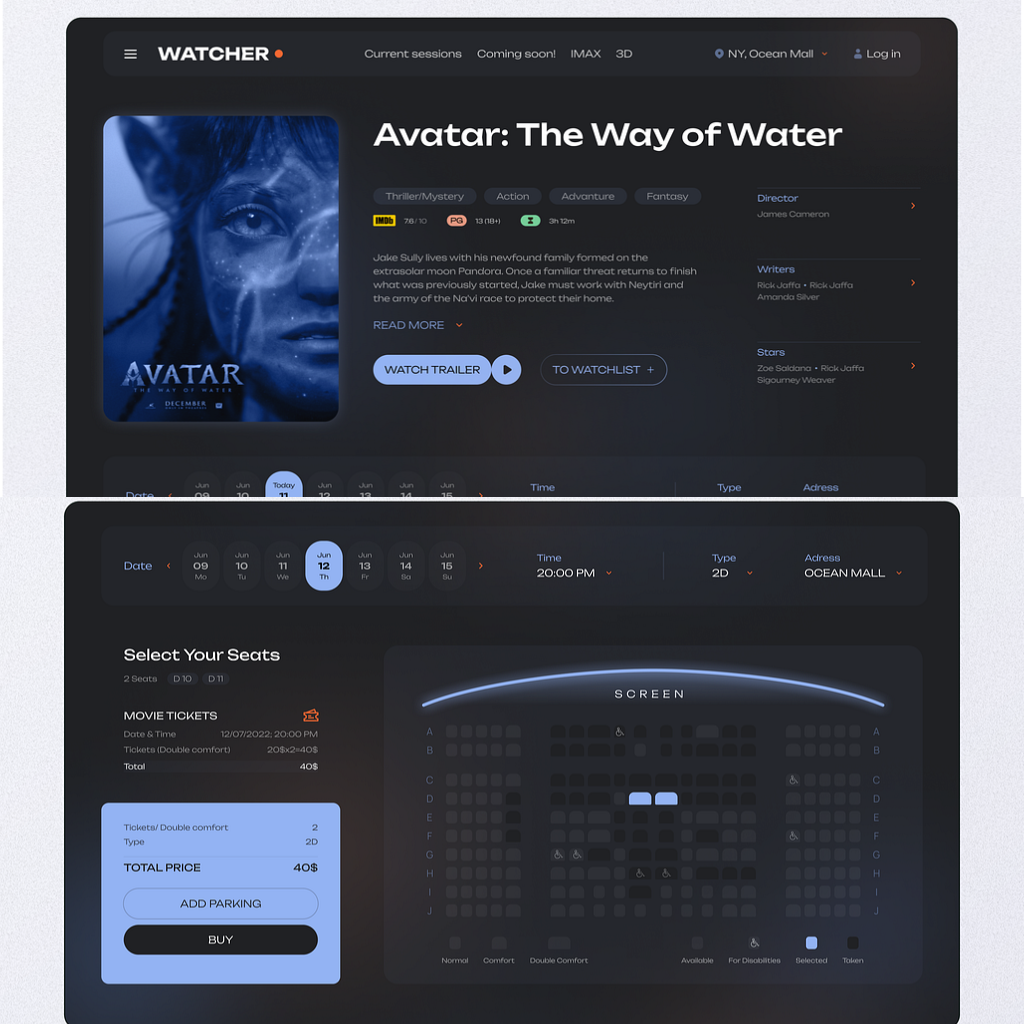 WATCHER
Current sessions Coming soon! IMAX 3D
NY, Ocean Mall
Log in
AVATAR
THE WAY OF WATER
DECEMBER
Avatar: The Way of Water
Thriller/Mystery Action Advanture Fantasy
IMDb 7.6 / 10 PG 13 (18+) 3h 12m
Jake Sully lives with his newfound family formed on the
extrasolar moon Pandora. Once a familiar threat returns to finish
what was previously started, Jake must work with Neytiri and
the army of the Na'vi race to protect their home.
READ MORE
WATCH TRAILER
TO WATCHLIST +
Director
James Cameron
Writers
Rick Jaffa • Rick Jaffa
Amanda Silver
Stars
Zoe Saldana • Rick Jaffa
Sigourney Weaver
Jun Jun Today Jun Jun Jun Jun
Date 09 10 11 12 13 14 15
Time Type Adress
Jun Jun Jun Jun Jun Jun Jun
Date 09 10 11 12 13 14 15
Mo Tu We Th Fr Sa Su
Time Type Adress
20:00 PM 2D OCEAN MALL
Select Your Seats
2 Seats D 10 D 11
MOVIE TICKETS
Date & Time 12/07/2022; 20:00 PM
Tickets (Double comfort) 20$x2=40$
Total 40$
Tickets/ Double comfort 2
Type 2D
TOTAL PRICE 40$
ADD PARKING
BUY
SCREEN
A A
B B
C C
D D
E E
F F
G G
H H
I I
J J
Normal Comfort Double Comfort Available For Disabilities Selected Taken